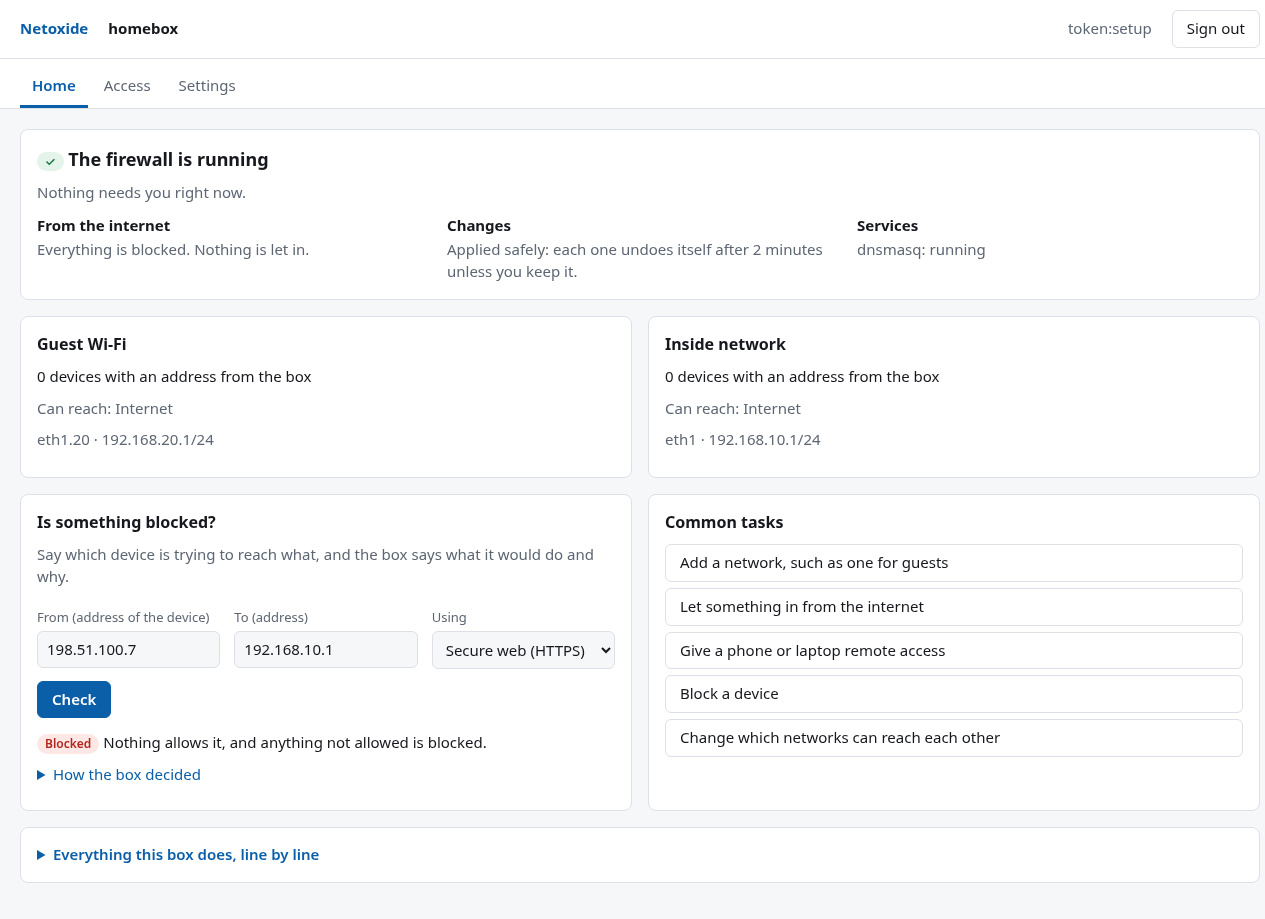 Netoxide homebox token:setup Sign out
Home Access Settings
✓ The firewall is running
Nothing needs you right now.
From the internet
Everything is blocked. Nothing is let in.
Changes
Applied safely: each one undoes itself after 2 minutes
unless you keep it.
Services
dnsmasq: running
Guest Wi-Fi
0 devices with an address from the box
Can reach: Internet
eth1.20 · 192.168.20.1/24
Inside network
0 devices with an address from the box
Can reach: Internet
eth1 · 192.168.10.1/24
Is something blocked?
Say which device is trying to reach what, and the box says what it would do and
why.
From (address of the device) To (address) Using
198.51.100.7 192.168.10.1 Secure web (HTTPS)
Check
Blocked Nothing allows it, and anything not allowed is blocked.
How the box decided
Common tasks
Add a network, such as one for guests
Let something in from the internet
Give a phone or laptop remote access
Block a device
Change which networks can reach each other
Everything this box does, line by line